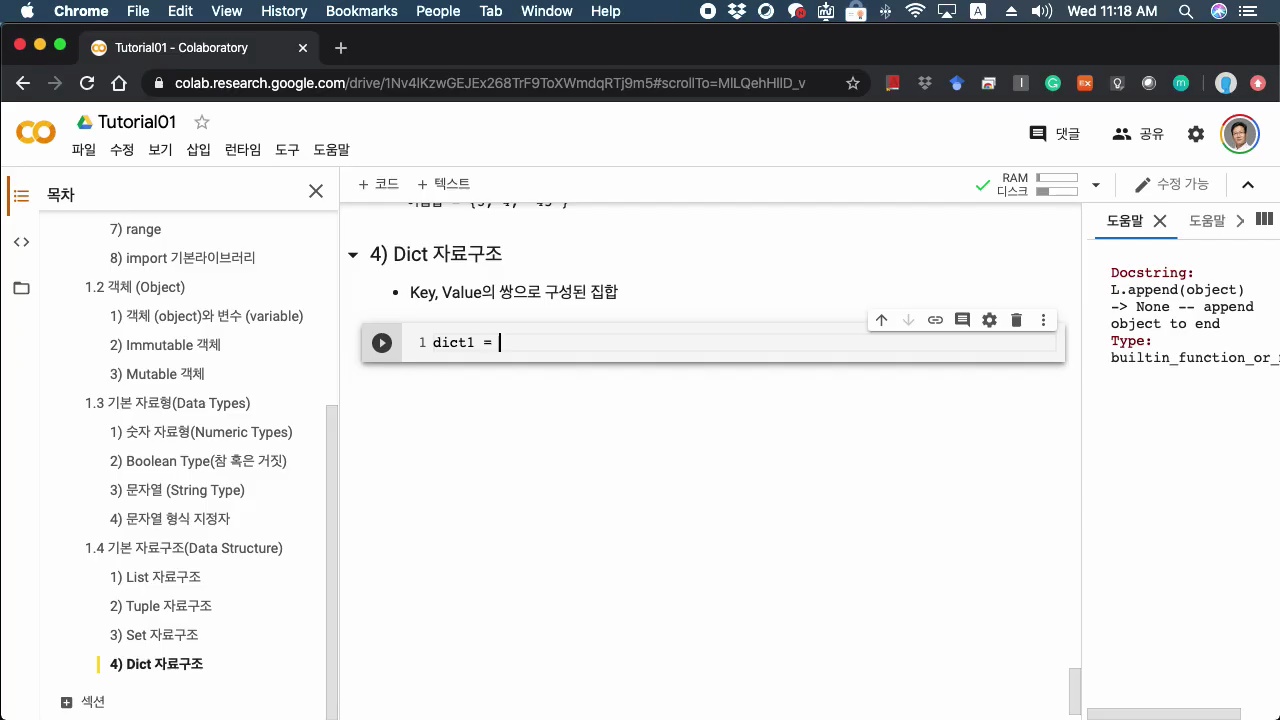 Chrome File Edit View History Bookmarks People Tab Window Help Wed 11:18 AM
Tutorial01 - Colaboratory
colab.research.google.com/drive/1Nv4lKzwGEJEx268TrF9ToXWmdqRTj9m5#scrollTo=MlLQehHlID_v
Tutorial01
댓글
공유
파일 수정 보기 삽입 런타임 도구 도움말
목차
+ 코드 + 텍스트
RAM
디스크
수정 가능
7) range
8) import 기본라이브러리
1.2 객체 (Object)
1) 객체 (object)와 변수 (variable)
2) Immutable 객체
3) Mutable 객체
1.3 기본 자료형(Data Types)
1) 숫자 자료형(Numeric Types)
2) Boolean Type(참 혹은 거짓)
3) 문자열 (String Type)
4) 문자열 형식 지정자
1.4 기본 자료구조(Data Structure)
1) List 자료구조
2) Tuple 자료구조
3) Set 자료구조
4) Dict 자료구조
섹션
4) Dict 자료구조
• Key, Value의 쌍으로 구성된 집합
1 dict1 =
도움말 도움말
Docstring:
L.append(object)
-> None -- append
object to end
Type:
builtin_function_or_